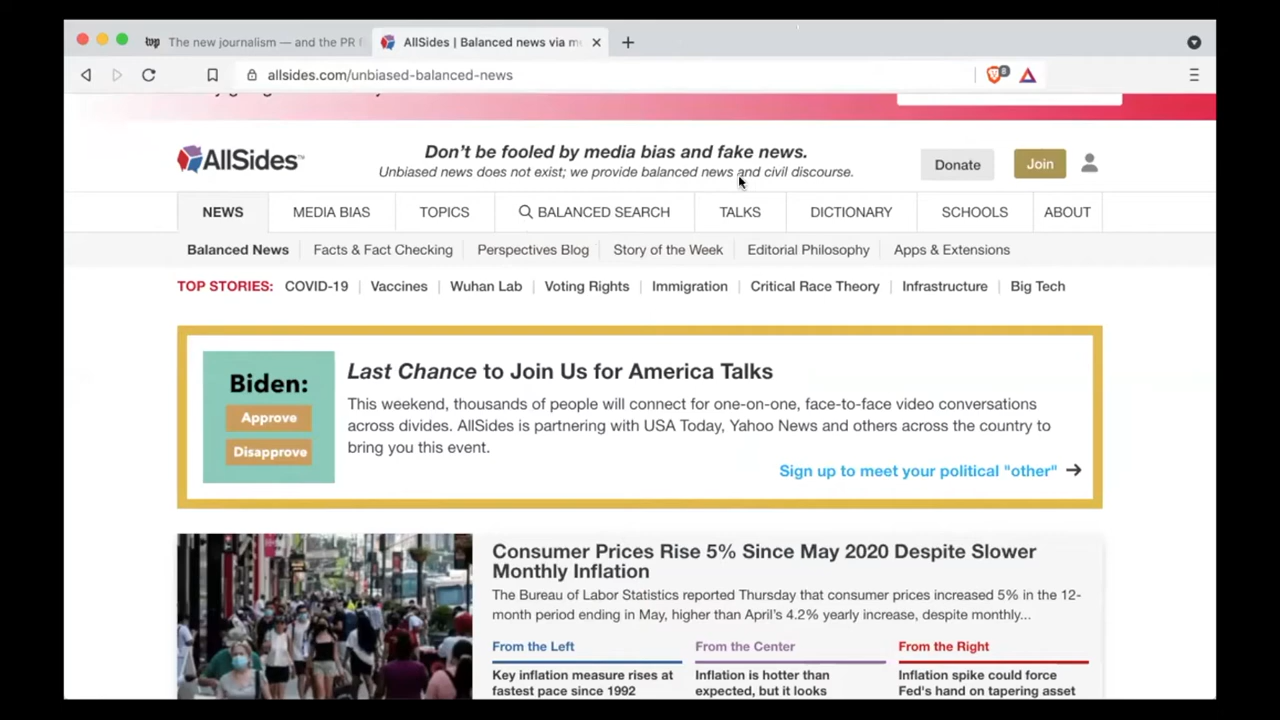 The new journalism — and the PR f
AllSides | Balanced news via m
allsides.com/unbiased-balanced-news
8
AllSides™
Don't be fooled by media bias and fake news.
Unbiased news does not exist; we provide balanced news and civil discourse.
Donate
Join
NEWS
MEDIA BIAS
TOPICS
BALANCED SEARCH
TALKS
DICTIONARY
SCHOOLS
ABOUT
Balanced News
Facts & Fact Checking
Perspectives Blog
Story of the Week
Editorial Philosophy
Apps & Extensions
TOP STORIES:
COVID-19
Vaccines
Wuhan Lab
Voting Rights
Immigration
Critical Race Theory
Infrastructure
Big Tech
Biden:
Approve
Disapprove
Last Chance to Join Us for America Talks
This weekend, thousands of people will connect for one-on-one, face-to-face video conversations
across divides. AllSides is partnering with USA Today, Yahoo News and others across the country to
bring you this event.
Sign up to meet your political "other" →
Consumer Prices Rise 5% Since May 2020 Despite Slower
Monthly Inflation
The Bureau of Labor Statistics reported Thursday that consumer prices increased 5% in the 12-
month period ending in May, higher than April's 4.2% yearly increase, despite monthly...
From the Left
Key inflation measure rises at
fastest pace since 1992
From the Center
Inflation is hotter than
expected, but it looks
From the Right
Inflation spike could force
Fed's hand on tapering asset